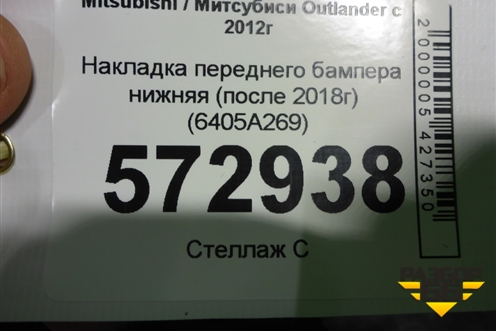 Mitsubishi / Митсубиси Outlander с
2012г
Накладка переднего бампера
нижняя (после 2018г)
(6405A269)
572938
Стеллаж С
2000005427350